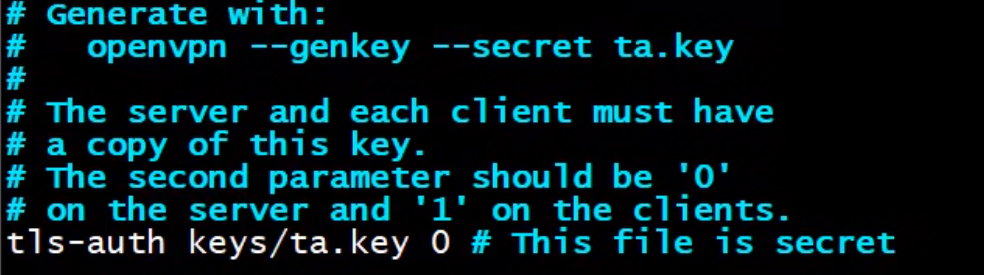 # Generate with:
#   openvpn --genkey --secret ta.key
#
# The server and each client must have
# a copy of this key.
# The second parameter should be '0'
# on the server and '1' on the clients.
tls-auth keys/ta.key 0 # This file is secret